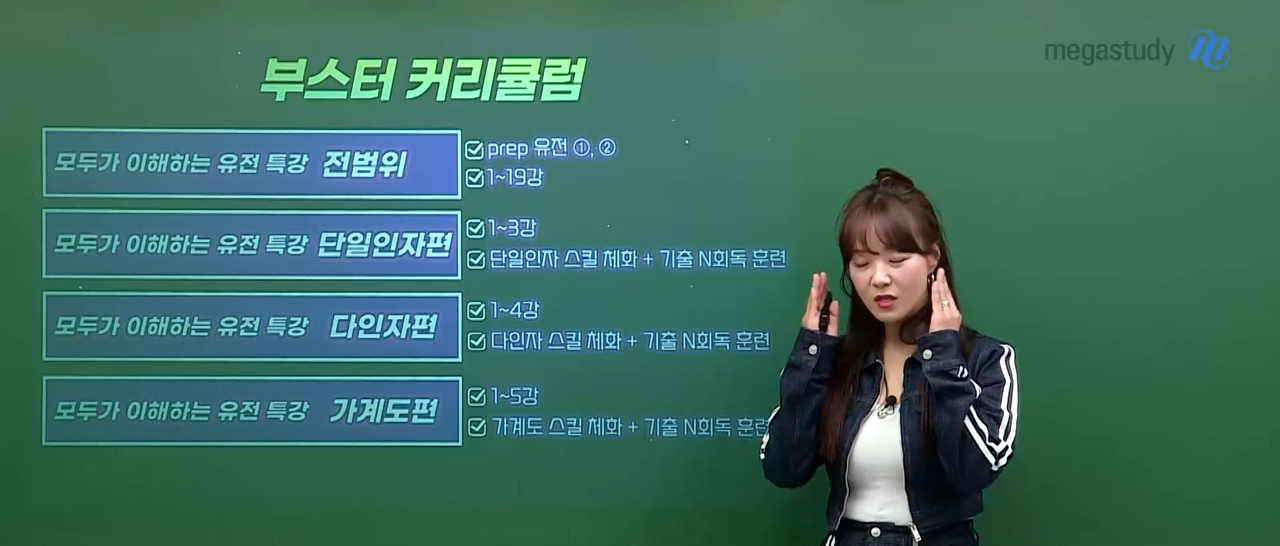 megastudy
부스터 커리큘럼
모두가 이해하는 유전 특강 전범위
prep 유전 ①, ②
1~19강
모두가 이해하는 유전 특강 단일인자편
1~3강
단일인자 스킬 체화 + 기출 N회독 훈련
모두가 이해하는 유전 특강 다인자편
1~4강
다인자 스킬 체화 + 기출 N회독 훈련
모두가 이해하는 유전 특강 가계도편
1~5강
가계도 스킬 체화 + 기출 N회독 훈련